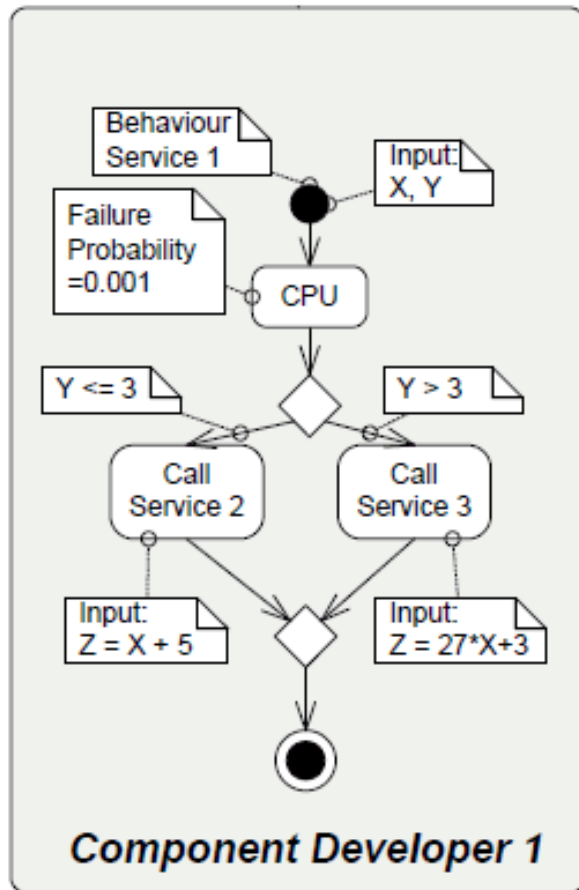 Behaviour
Service 1
Input:
X, Y
Failure
Probability
=0.001
CPU
Y <= 3
Y > 3
Call
Service 2
Call
Service 3
Input:
Z = X + 5
Input:
Z = 27*X+3
Component Developer 1